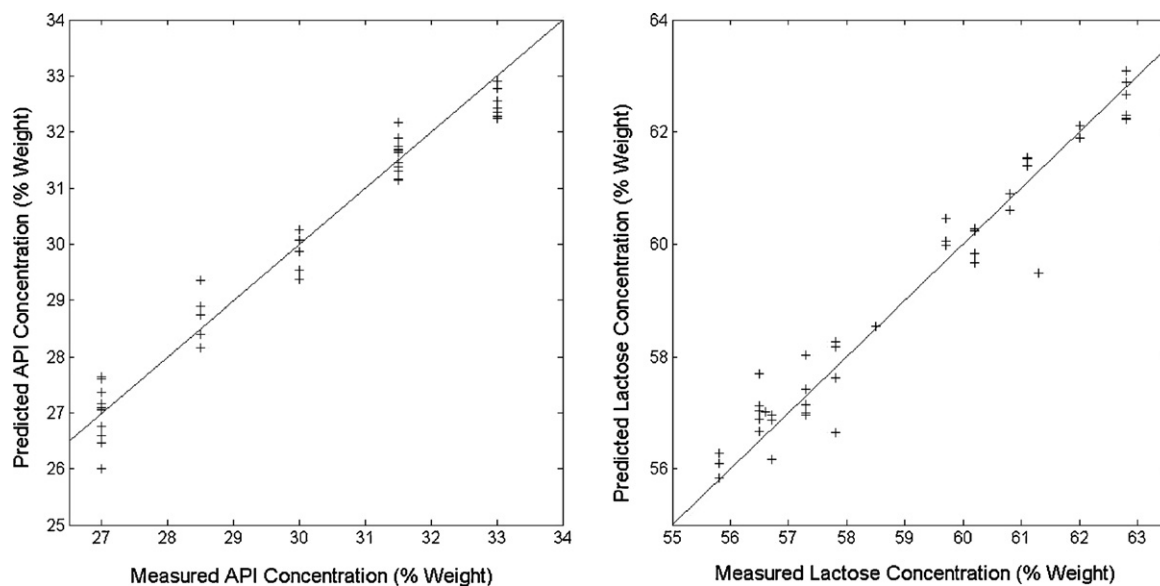 Predicted API Concentration (% Weight)
34
33
32
31
30
29
28
27
26
25
27 28 29 30 31 32 33 34
Measured API Concentration (% Weight)
Predicted Lactose Concentration (% Weight)
64
62
60
58
56
55 56 57 58 59 60 61 62 63
Measured Lactose Concentration (% Weight)